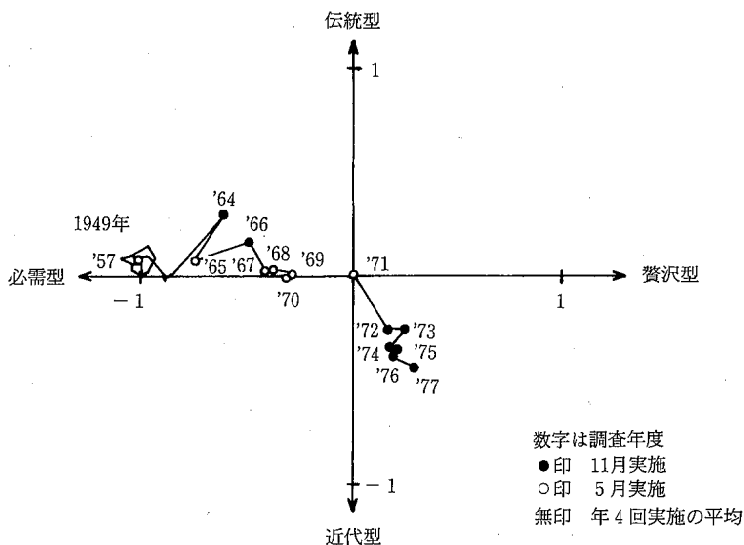 伝統型
1
'64
1949年
'66
'57
'65
'67
'68
'69
'71
必需型
贅沢型
-1
'70
1
'72
'73
'74
'75
'76
'77
数字は調査年度
●印 11月実施
○印 5月実施
無印 年4回実施の平均
-1
近代型